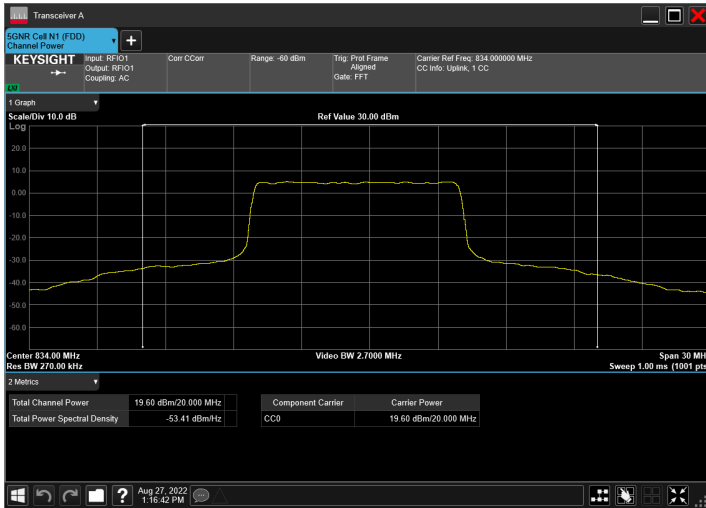 Transceiver A
5GNR Cell N1 (FDD)
Channel Power
KEYSIGHT
LXI
Input: RFIO1
Output: RFIO1
Coupling: AC
Corr CCorr
Range: -60 dBm
Trig: Prot Frame
Aligned
Gate: FFT
Carrier Ref Freq: 834.000000 MHz
CC Info: Uplink, 1 CC
1 Graph
Scale/Div 10.0 dB
Ref Value 30.00 dBm
Log
20.0
10.0
0.00
-10.0
-20.0
-30.0
-40.0
-50.0
-60.0
Center 834.00 MHz
Video BW 2.7000 MHz
Span 30 MH
Res BW 270.00 kHz
Sweep 1.00 ms (1001 pts
2 Metrics
Total Channel Power 19.60 dBm/20.000 MHz
Total Power Spectral Density -53.41 dBm/Hz
Component Carrier Carrier Power
CC0 19.60 dBm/20.000 MHz
?
Aug 27, 2022
1:16:42 PM